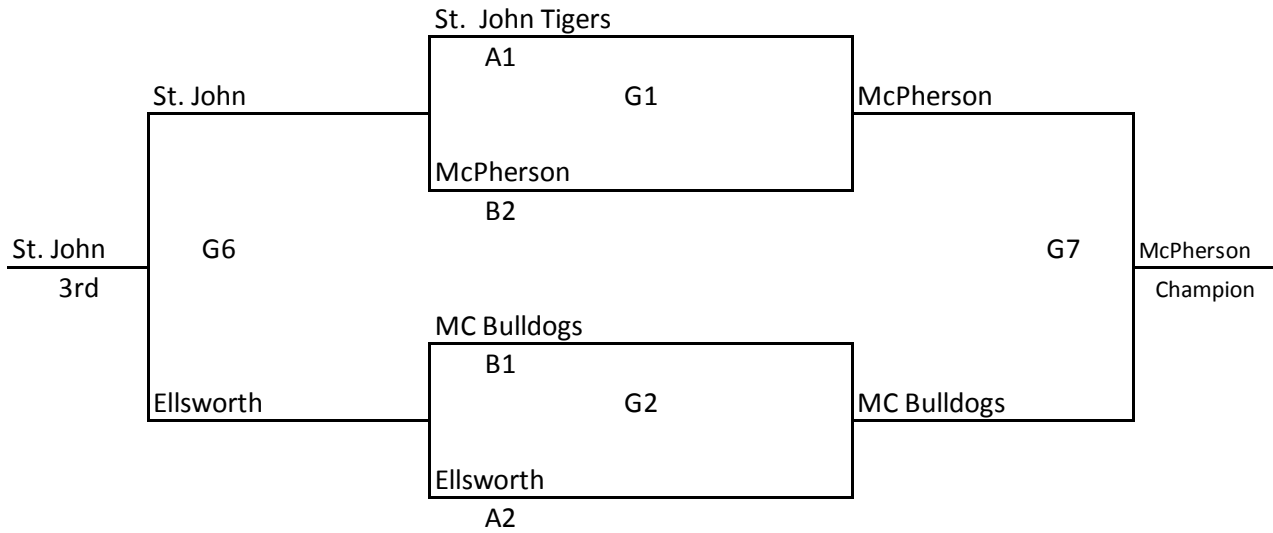 St. John Tigers
A1
St. John
G1
McPherson
McPherson
B2
St. John
G6
G7
McPherson
3rd
Champion
MC Bulldogs
B1
Ellsworth
G2
MC Bulldogs
Ellsworth
A2